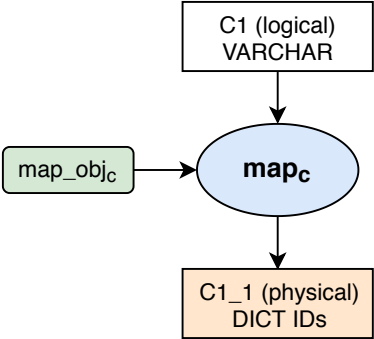 C1 (logical)
VARCHAR
map_objc
mapc
C1_1 (physical)
DICT IDs